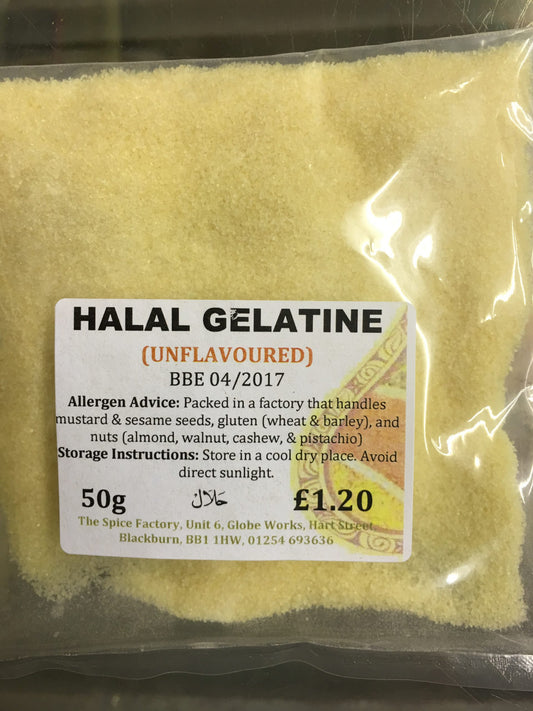 HALAL GELATINE
(UNFLAVOURED)
BBE 04/2017
Allergen Advice: Packed in a factory that handles
mustard & sesame seeds, gluten (wheat & barley), and
nuts (almond, walnut, cashew, & pistachio)
Storage Instructions: Store in a cool dry place. Avoid
direct sunlight.
50g حَلَال £1.20
The Spice Factory, Unit 6, Globe Works, Hart Street,
Blackburn, BB1 1HW, 01254 693636